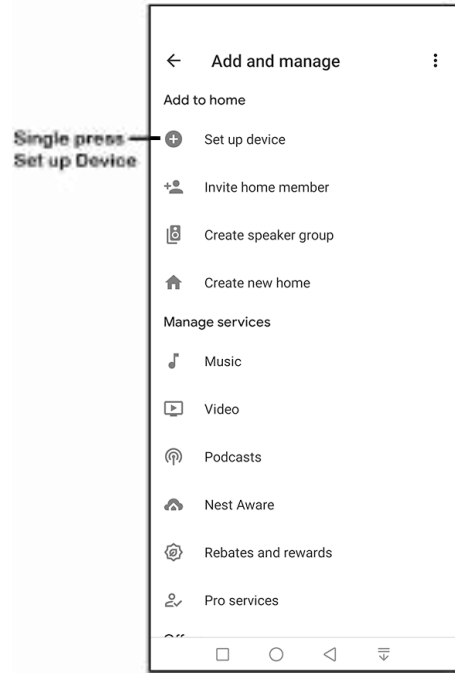 Add and manage
Add to home
Single press
Set up Device
Set up device
Invite home member
Create speaker group
Create new home
Manage services
Music
Video
Podcasts
Nest Aware
Rebates and rewards
Pro services